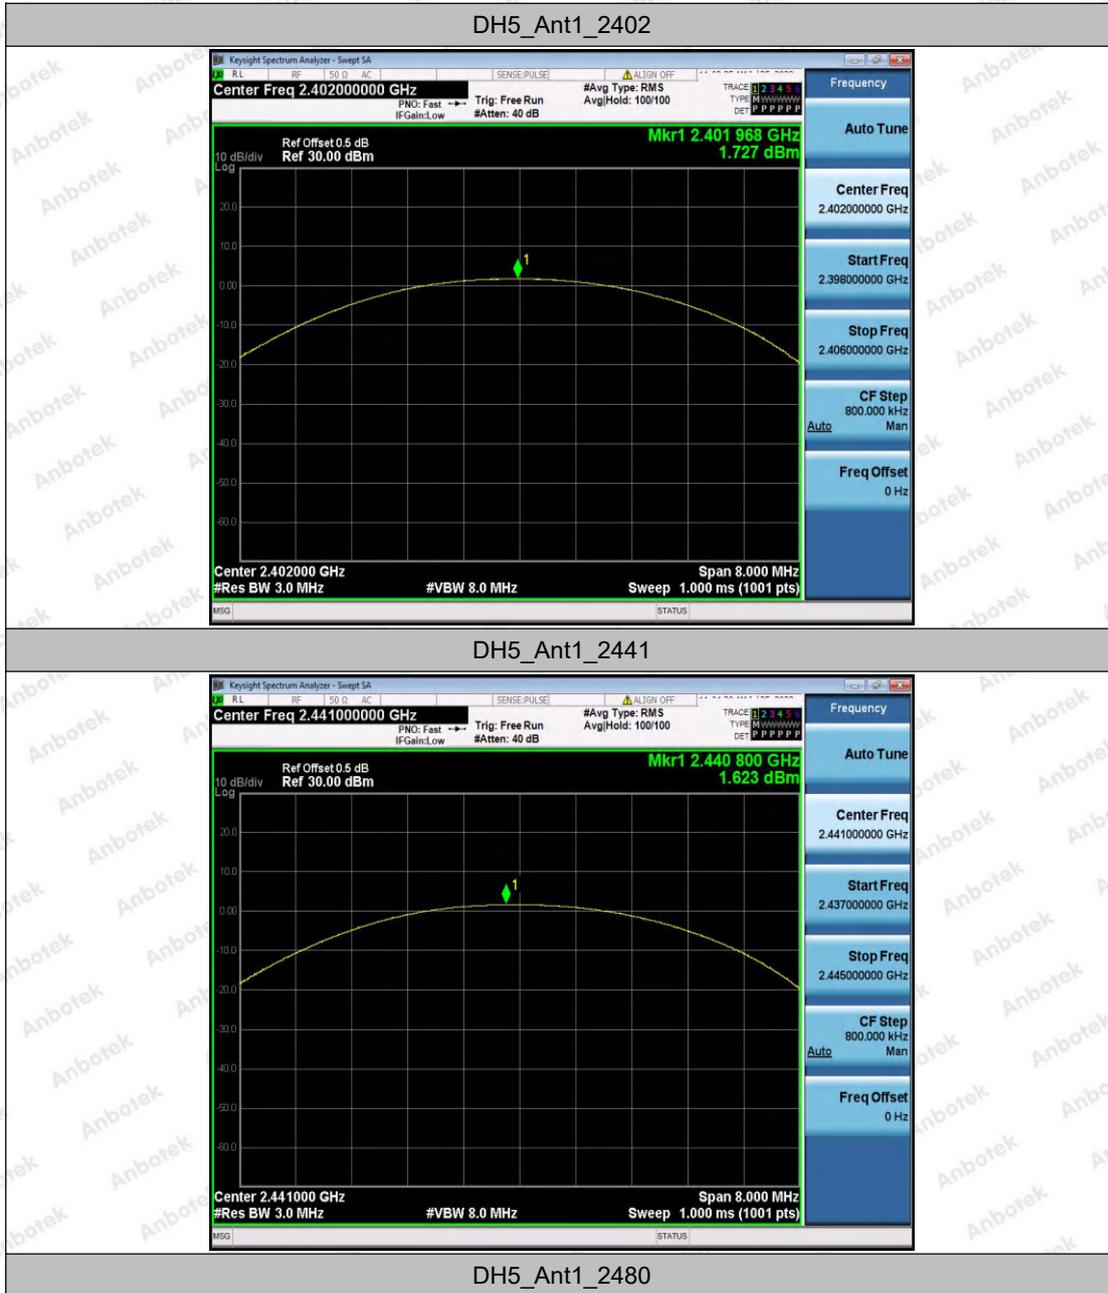 DH5_Ant1_2402
Keysight Spectrum Analyzer - Swept SA
RL RF 50 Ω AC SENSE:PULSE ALIGN OFF
Center Freq 2.402000000 GHz
PNO: Fast
IFGain:Low
Trig: Free Run
#Atten: 40 dB
#Avg Type: RMS
Avg|Hold: 100/100
TRACE 1 2 3 4 5 6
TYPE M W W W W W
DET P P P P P P
Frequency
Mkr1 2.401 968 GHz
1.727 dBm
Ref Offset 0.5 dB
10 dB/div Ref 30.00 dBm
Log
20.0
10.0
0.00
-10.0
-20.0
-30.0
-40.0
-50.0
-60.0
1
Auto Tune
Center Freq
2.402000000 GHz
Start Freq
2.398000000 GHz
Stop Freq
2.406000000 GHz
CF Step
800.000 kHz
Auto Man
Freq Offset
0 Hz
Center 2.402000 GHz Span 8.000 MHz
#Res BW 3.0 MHz #VBW 8.0 MHz Sweep 1.000 ms (1001 pts)
MSG STATUS
DH5_Ant1_2441
Keysight Spectrum Analyzer - Swept SA
RL RF 50 Ω AC SENSE:PULSE ALIGN OFF
Center Freq 2.441000000 GHz
PNO: Fast
IFGain:Low
Trig: Free Run
#Atten: 40 dB
#Avg Type: RMS
Avg|Hold: 100/100
TRACE 1 2 3 4 5 6
TYPE M W W W W W
DET P P P P P P
Frequency
Mkr1 2.440 800 GHz
1.623 dBm
Ref Offset 0.5 dB
10 dB/div Ref 30.00 dBm
Log
20.0
10.0
0.00
-10.0
-20.0
-30.0
-40.0
-50.0
-60.0
1
Auto Tune
Center Freq
2.441000000 GHz
Start Freq
2.437000000 GHz
Stop Freq
2.445000000 GHz
CF Step
800.000 kHz
Auto Man
Freq Offset
0 Hz
Center 2.441000 GHz Span 8.000 MHz
#Res BW 3.0 MHz #VBW 8.0 MHz Sweep 1.000 ms (1001 pts)
MSG STATUS
DH5_Ant1_2480
Anbotek